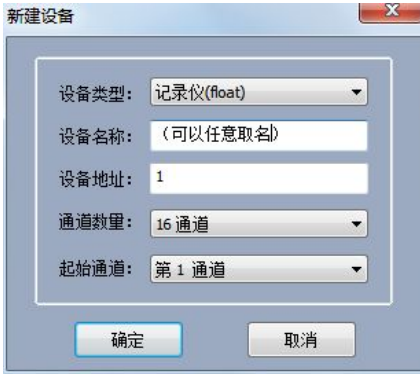 新建设备
设备类型： 记录仪(float)
设备名称： （可以任意取名）
设备地址： 1
通道数量： 16 通道
起始通道： 第 1 通道
确定 取消